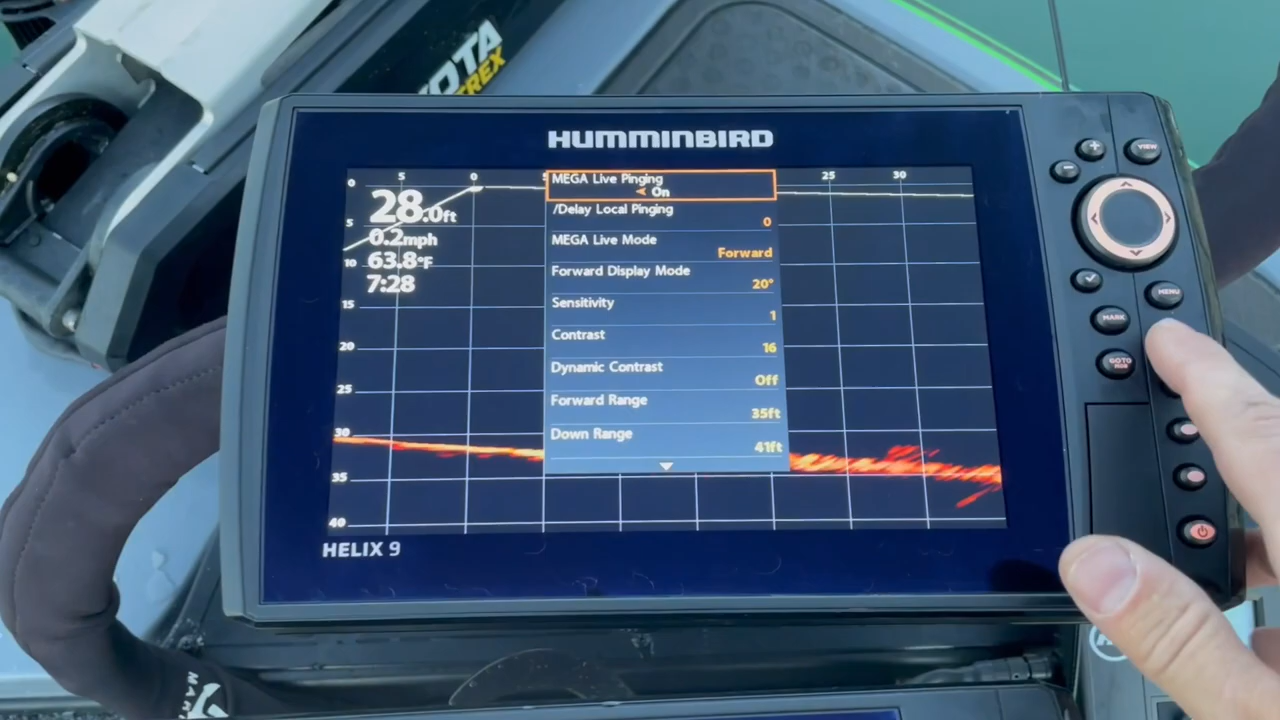 KOTA
TREX
HUMMINBIRD
5 0 5 25 30
0
5
10
15
20
25
30
35
40
28.0ft
0.2mph
63.8°F
7:28
MEGA Live Pinging
On
/Delay Local Pinging
0
MEGA Live Mode
Forward
Forward Display Mode
20°
Sensitivity
1
Contrast
16
Dynamic Contrast
Off
Forward Range
35ft
Down Range
41ft
HELIX 9
+
VIEW
-
MENU
MARK
GOTO